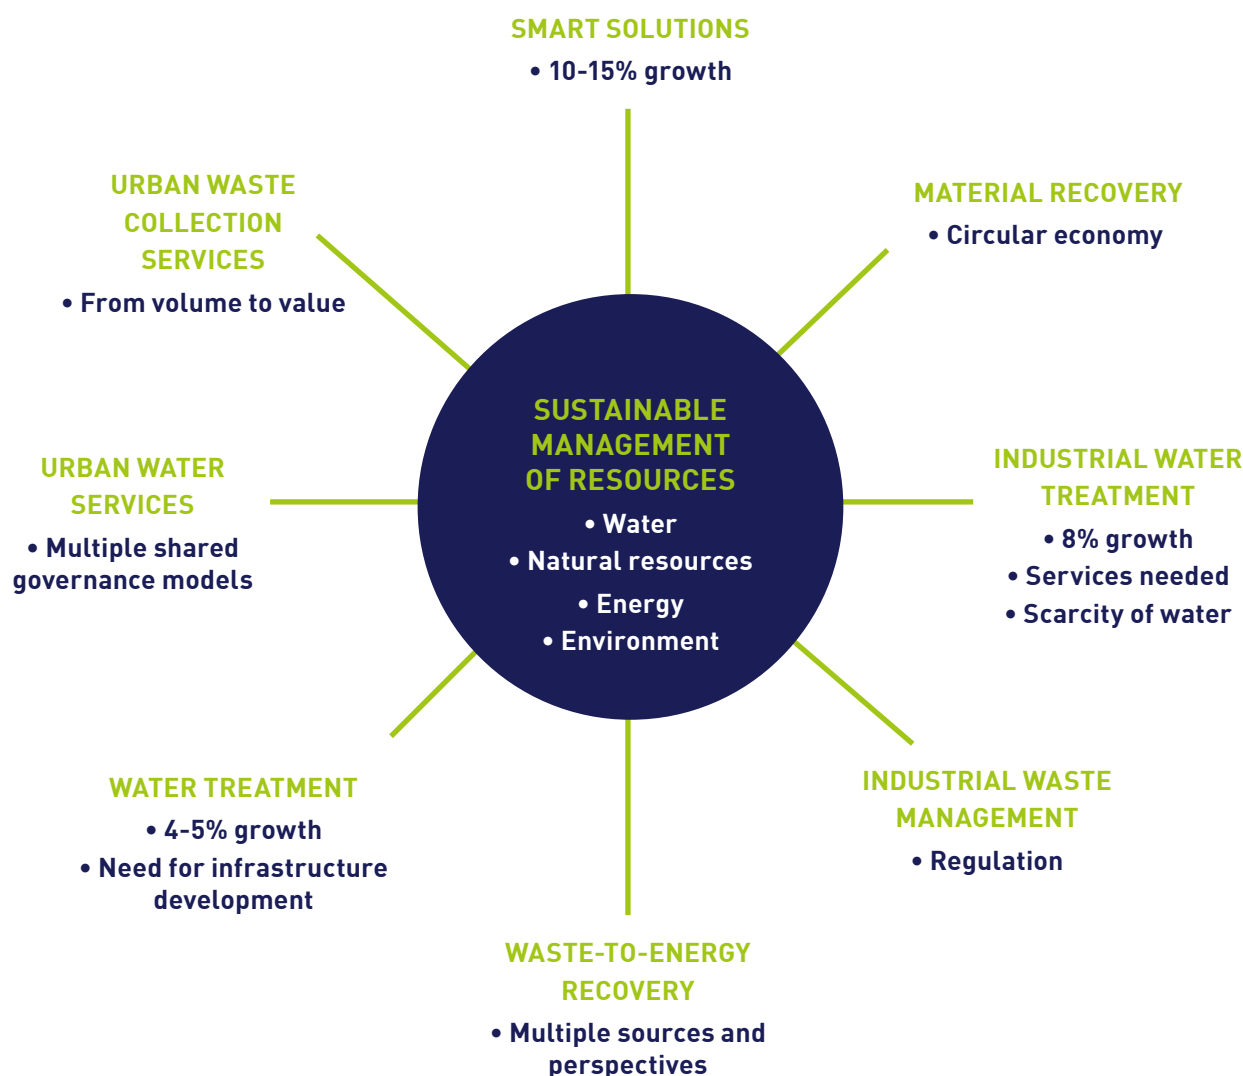 SMART SOLUTIONS
• 10-15% growth
MATERIAL RECOVERY
• Circular economy
INDUSTRIAL WATER
TREATMENT
• 8% growth
• Services needed
• Scarcity of water
INDUSTRIAL WASTE
MANAGEMENT
• Regulation
WASTE-TO-ENERGY
RECOVERY
• Multiple sources and
perspectives
WATER TREATMENT
• 4-5% growth
• Need for infrastructure
development
URBAN WATER
SERVICES
• Multiple shared
governance models
URBAN WASTE
COLLECTION
SERVICES
• From volume to value
SUSTAINABLE
MANAGEMENT
OF RESOURCES
• Water
• Natural resources
• Energy
• Environment